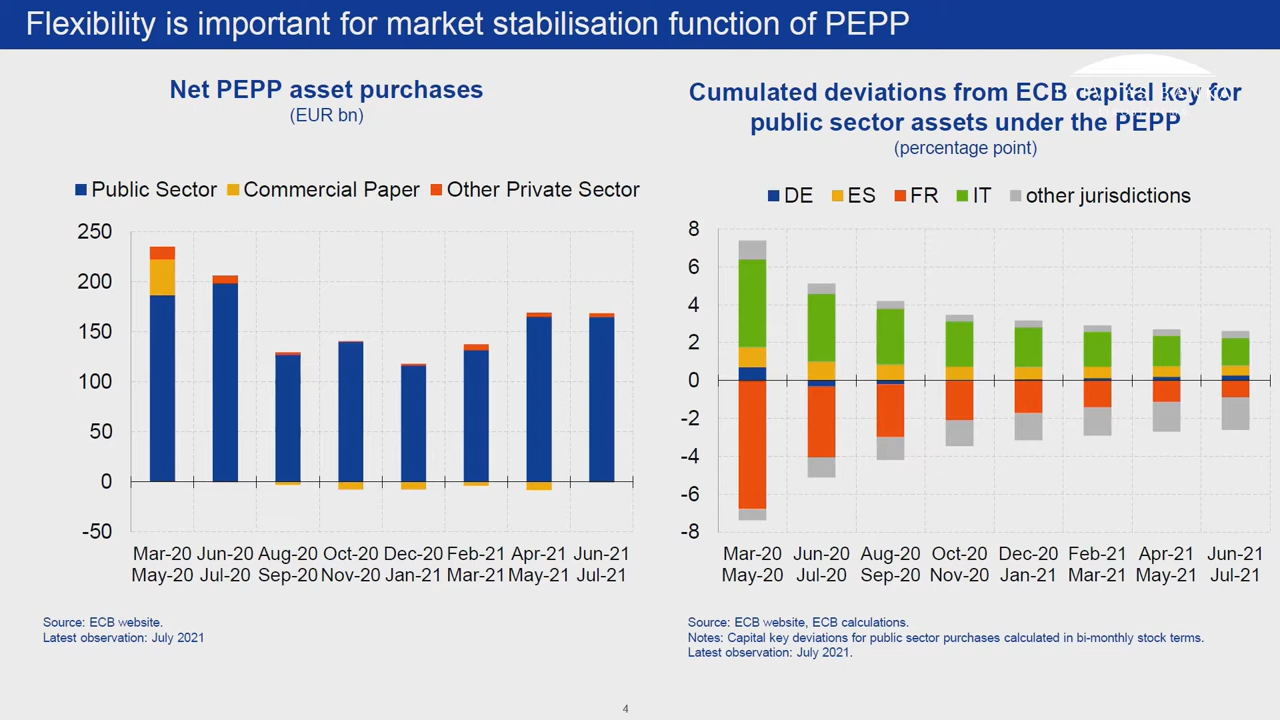 Flexibility is important for market stabilisation function of PEPP
Net PEPP asset purchases
(EUR bn)
Public Sector Commercial Paper Other Private Sector
250
200
150
100
50
0
-50
Mar-20 Jun-20 Aug-20 Oct-20 Dec-20 Feb-21 Apr-21 Jun-21
May-20 Jul-20 Sep-20 Nov-20 Jan-21 Mar-21 May-21 Jul-21
Source: ECB website.
Latest observation: July 2021
Cumulated deviations from ECB capital key for
public sector assets under the PEPP
(percentage point)
DE ES FR IT other jurisdictions
8
6
4
2
0
-2
-4
-6
-8
Mar-20 Jun-20 Aug-20 Oct-20 Dec-20 Feb-21 Apr-21 Jun-21
May-20 Jul-20 Sep-20 Nov-20 Jan-21 Mar-21 May-21 Jul-21
Source: ECB website, ECB calculations.
Notes: Capital key deviations for public sector purchases calculated in bi-monthly stock terms.
Latest observation: July 2021.
4